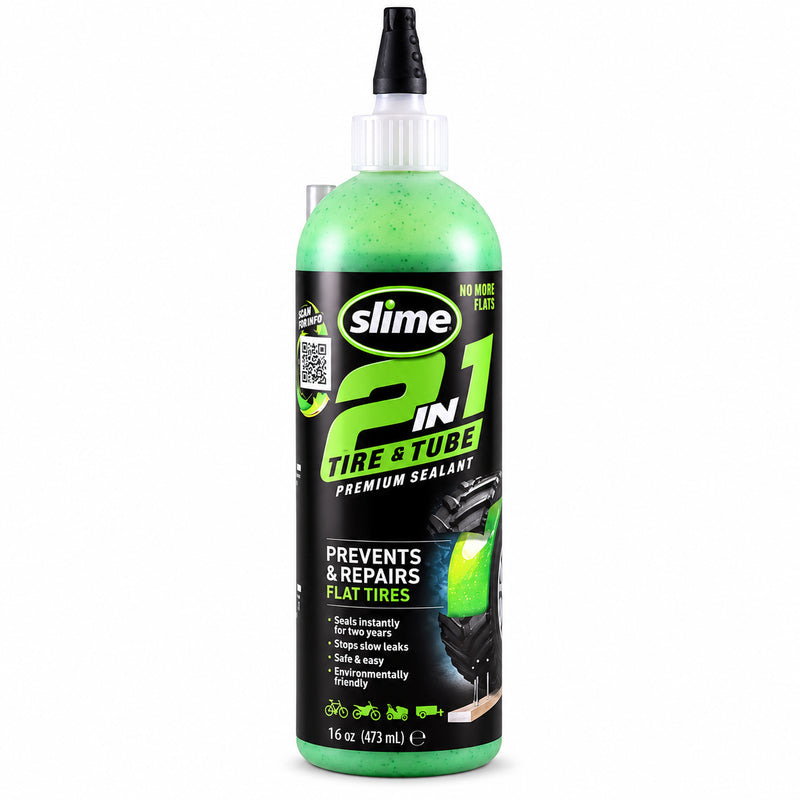 NO MORE
FLATS
SCAN
FOR INFO
slime
2 IN 1
TIRE & TUBE
PREMIUM SEALANT
PREVENTS
& REPAIRS
FLAT TIRES
• Seals instantly
for two years
• Stops slow leaks
• Safe & easy
• Environmentally
friendly
16 oz (473 mL) ℮